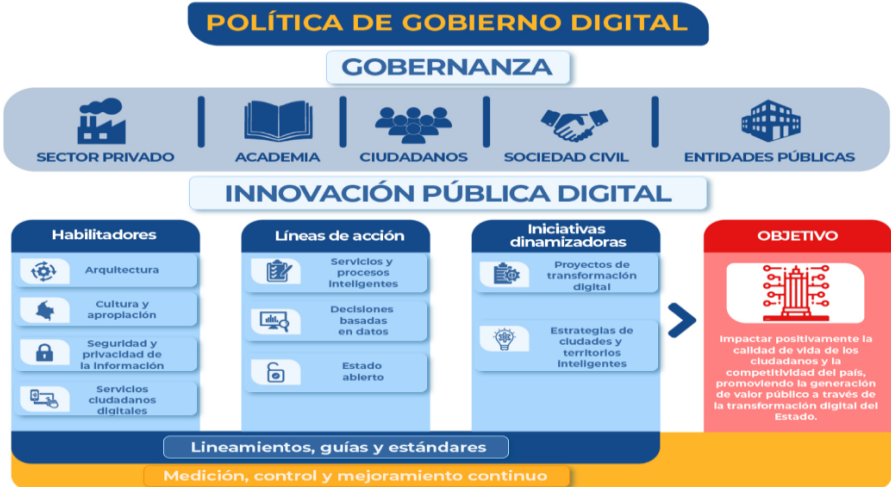 POLÍTICA DE GOBIERNO DIGITAL
GOBERNANZA
SECTOR PRIVADO
ACADEMIA
CIUDADANOS
SOCIEDAD CIVIL
ENTIDADES PÚBLICAS
INNOVACIÓN PÚBLICA DIGITAL
Habilitadores
Arquitectura
Cultura y
apropiación
Seguridad y
privacidad de
la información
Servicios
ciudadanos
digitales
Líneas de acción
Servicios y
procesos
inteligentes
Decisiones
basadas
en datos
Estado
abierto
Iniciativas
dinamizadoras
Proyectos de
transformación
digital
Estrategias de
ciudades y
territorios
inteligentes
OBJETIVO
Impactar positivamente la
calidad de vida de los
ciudadanos y la
competitividad del país,
promoviendo la generación
de valor público a través de
la transformación digital del
Estado.
Lineamientos, guías y estándares
Medición, control y mejoramiento continuo